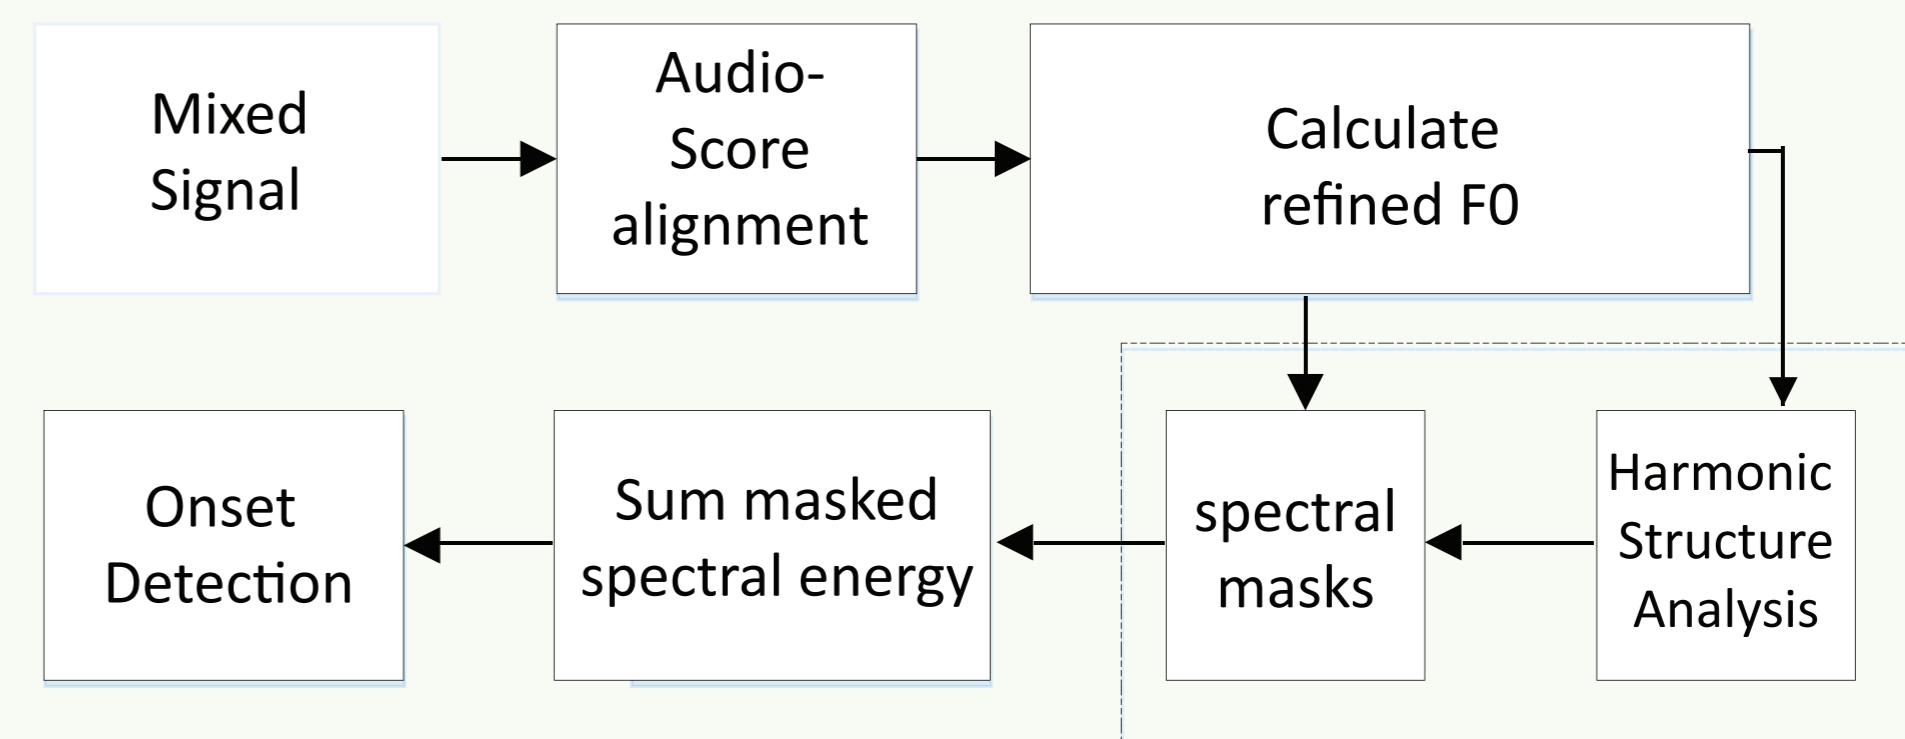 Mixed
Signal
Audio-
Score
alignment
Calculate
refined F0
Onset
Detection
Sum masked
spectral energy
spectral
masks
Harmonic
Structure
Analysis